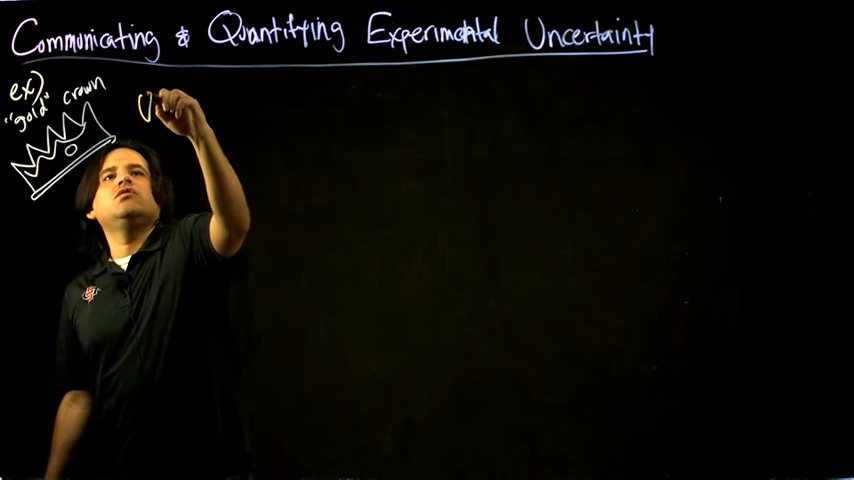 Communicating & Quantifying Experimental Uncertainty
ex)
"gold" crown